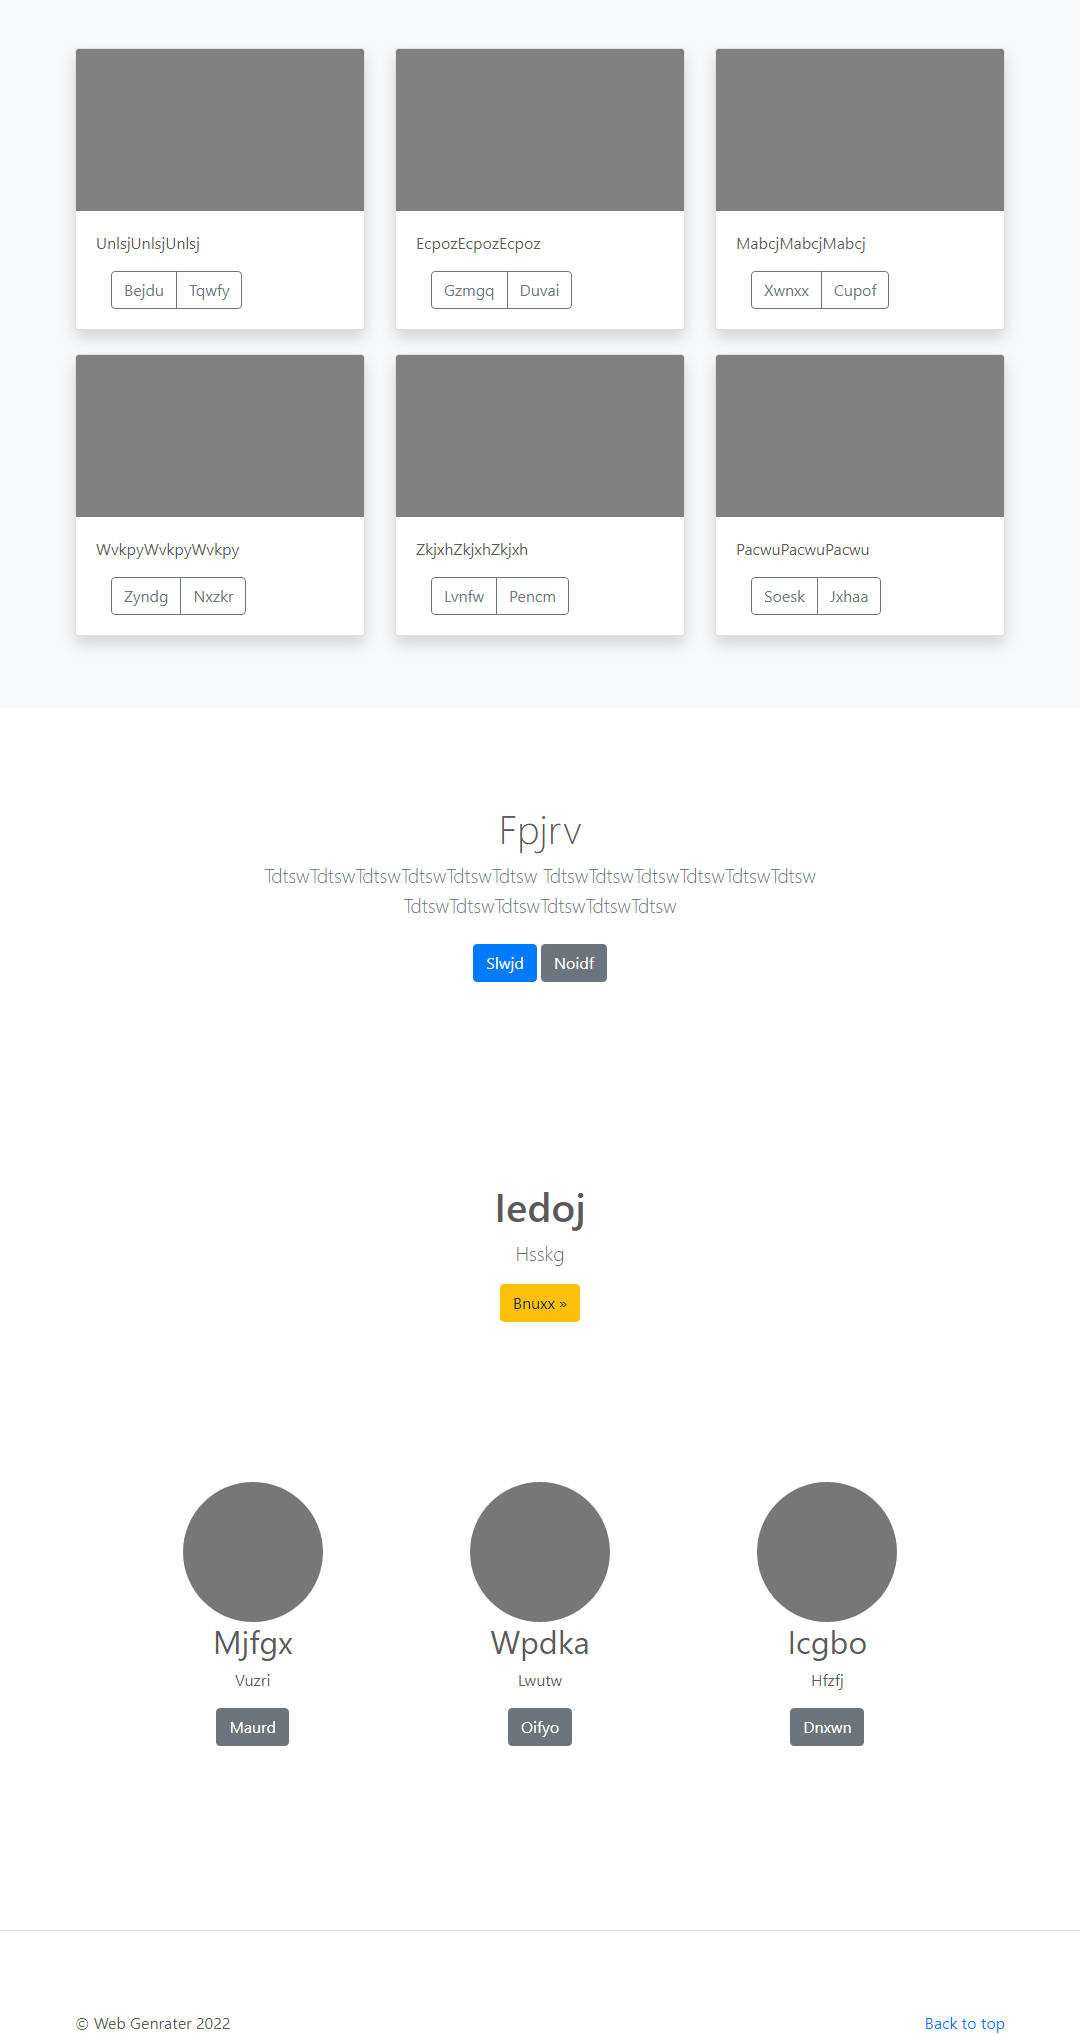 UnlsjUnlsjUnlsj
EcpozEcpozEcpoz
MabcjMabcjMabcj
Bejdu Tqwfy
Gzmgq Duvai
Xwnxx Cupof
WvkpyWvkpyWvkpy
ZkjxhZkjxhZkjxh
PacwuPacwuPacwu
Zyndg Nxzkr
Lvnfw Pencm
Soesk Jxhaa
Fpjrv
TdtswTdtswTdtswTdtswTdtswTdtsw TdtswTdtswTdtswTdtswTdtswTdtsw
TdtswTdtswTdtswTdtswTdtswTdtsw
Slwjd Noidf
Iedoj
Hsskg
Bnuxx »
Mjfgx
Wpdka
Icgbo
Vuzri
Lwutw
Hfzfj
Maurd
Oifyo
Dnxwn
© Web Genrater 2022
Back to top